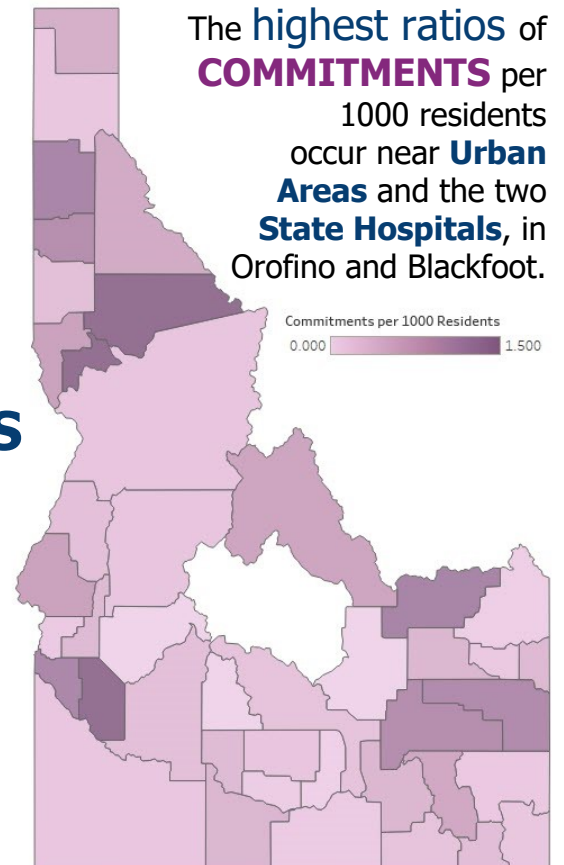 The highest ratios of
COMMITMENTS per
1000 residents
occur near Urban
Areas and the two
State Hospitals, in
Orofino and Blackfoot.
Commitments per 1000 Residents
0.000 1.500
S